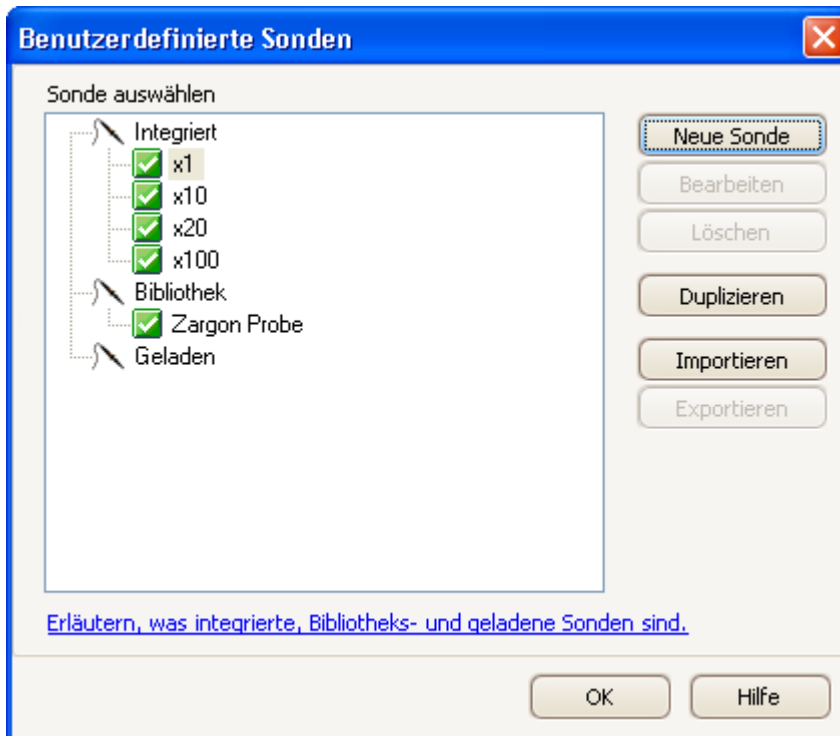 Benutzerdefinierte Sonden
Sonde auswählen
Integriert
x1
x10
x20
x100
Bibliothek
Zargon Probe
Geladen
Neue Sonde
Bearbeiten
Löschen
Duplizieren
Importieren
Exportieren
Erläutern, was integrierte, Bibliotheks- und geladene Sonden sind.
OK
Hilfe